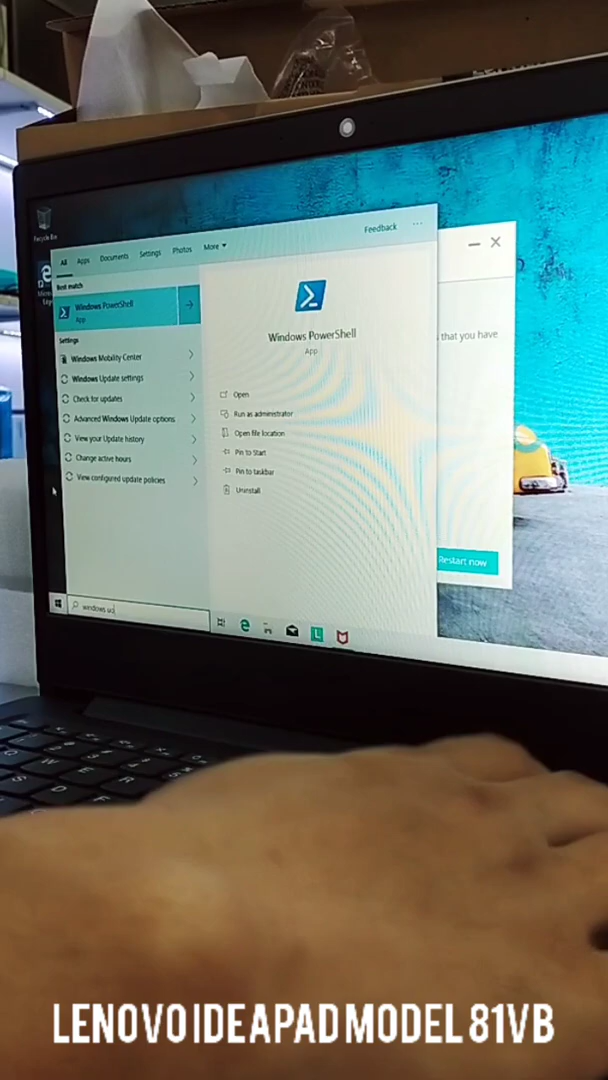 Recycle Bin
All Apps Documents Settings Photos More Feedback ...
Best match
Windows PowerShell
App
Settings
Windows Mobility Center
Windows Update settings
Check for updates
Advanced Windows Update options
View your Update history
Change active hours
View configured update policies
Windows PowerShell
App
Open
Run as administrator
Open file location
Pin to Start
Pin to taskbar
Uninstall
that you have
Restart now
windows uo
W E R
S D F
LENOVO IDEAPAD MODEL 81VB